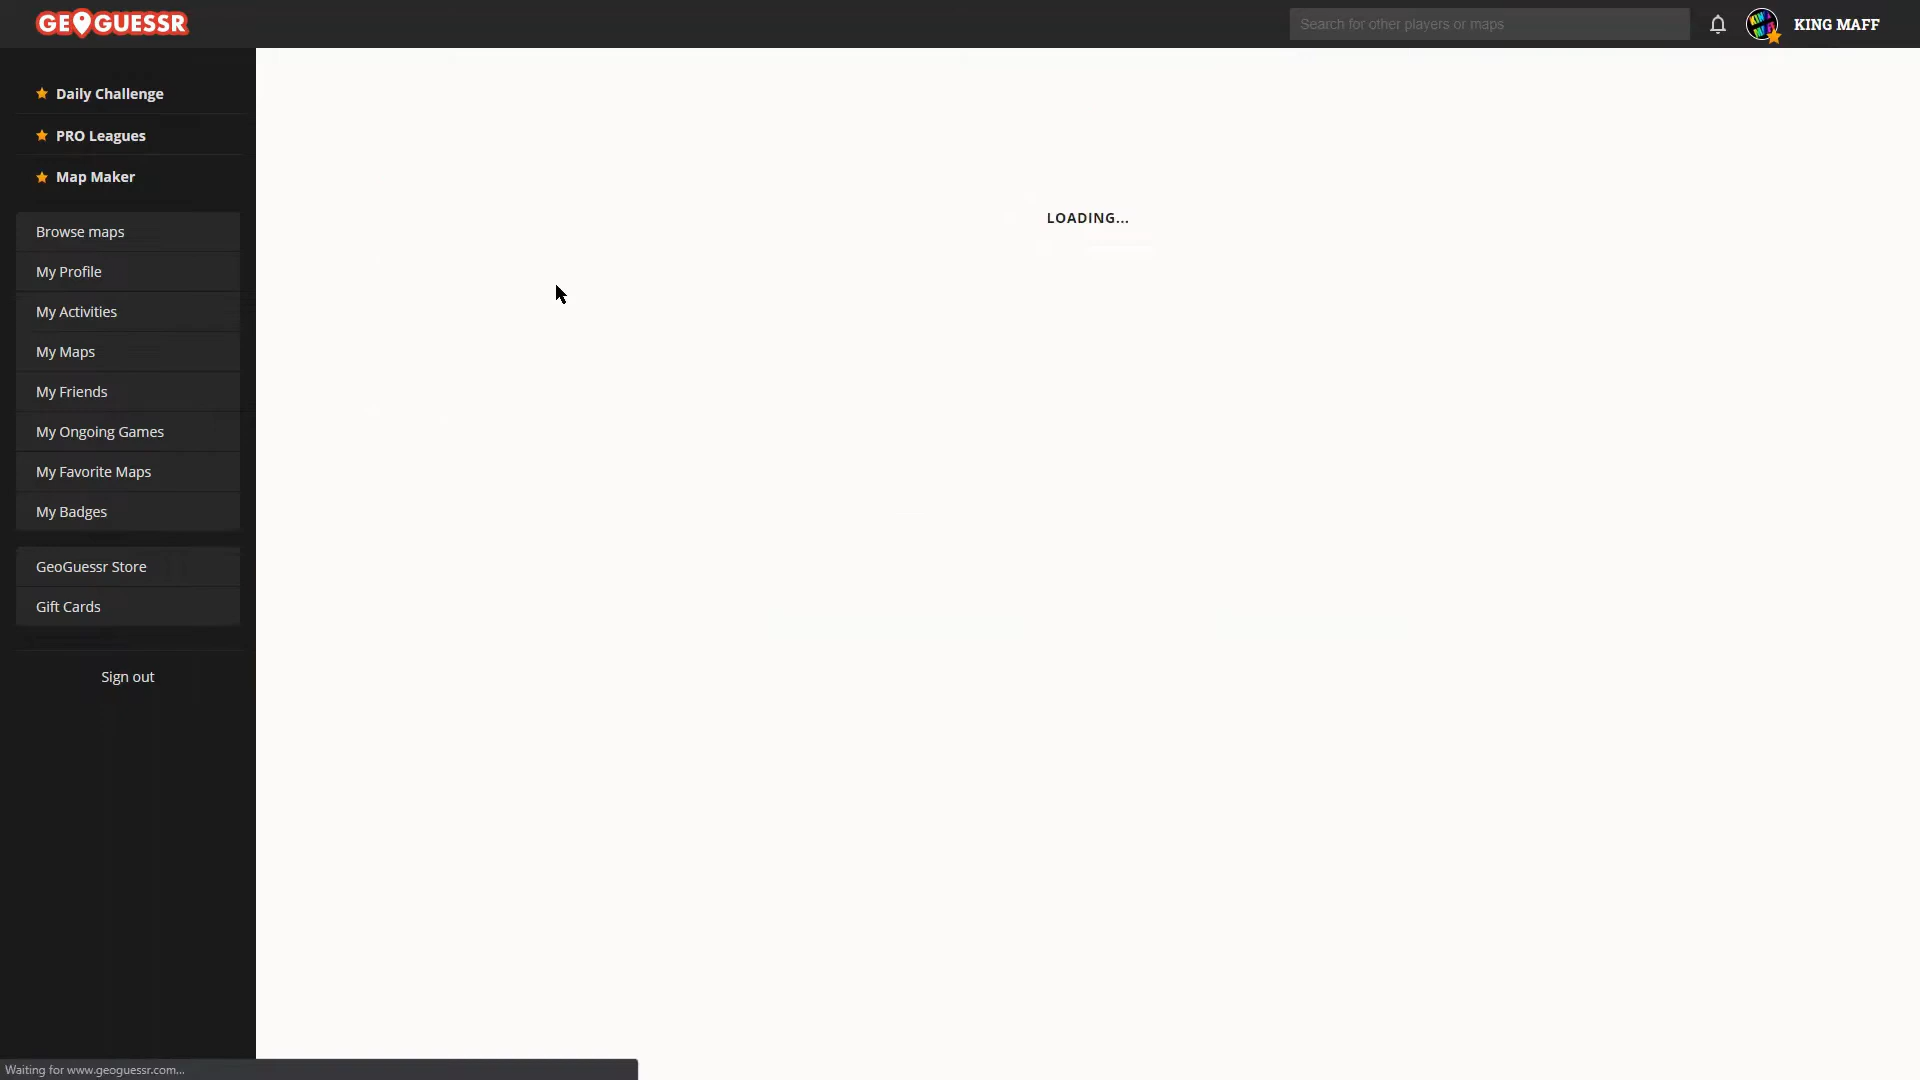 GEOGUESSR
Search for other players or maps
KING MAFF
Daily Challenge
PRO Leagues
Map Maker
Browse maps
My Profile
My Activities
My Maps
My Friends
My Ongoing Games
My Favorite Maps
My Badges
GeoGuessr Store
Gift Cards
Sign out
LOADING...
Waiting for www.geoguessr.com...